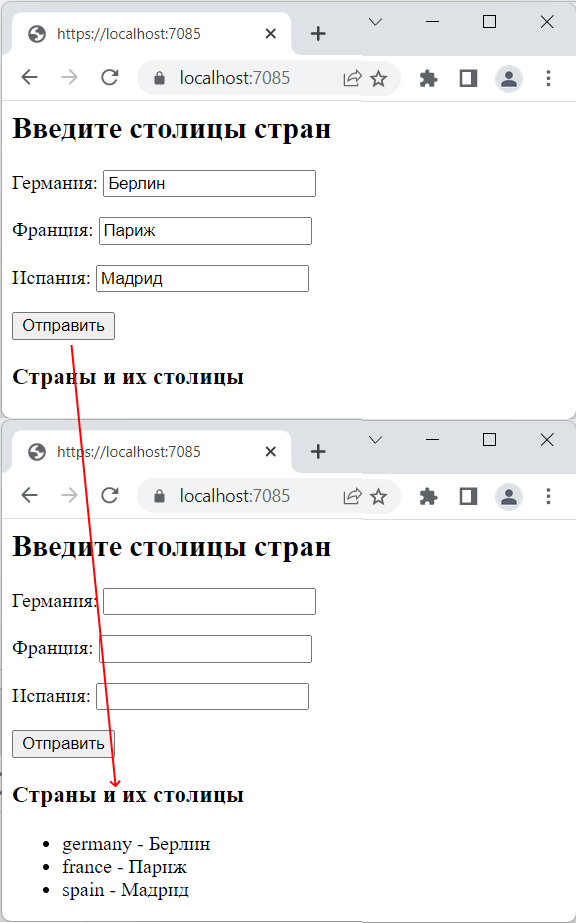 https://localhost:7085
localhost:7085
Введите столицы стран
Германия: Берлин
Франция: Париж
Испания: Мадрид
Отправить
Страны и их столицы
https://localhost:7085
localhost:7085
Введите столицы стран
Германия:
Франция:
Испания:
Отправить
Страны и их столицы
• germany - Берлин
• france - Париж
• spain - Мадрид